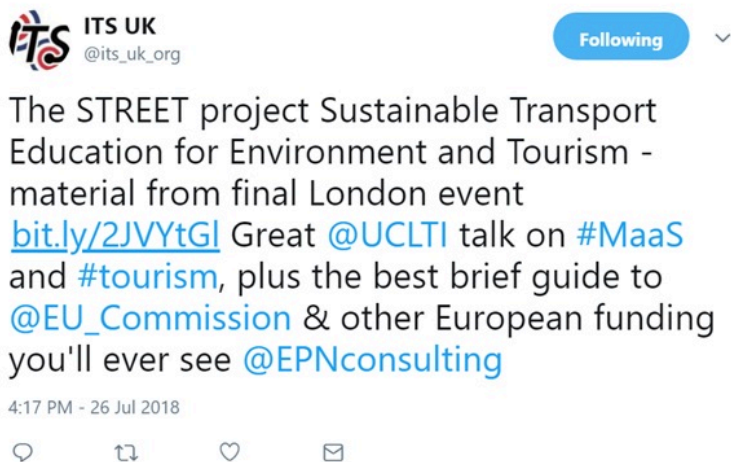 ITS
ITS UK
@its_uk_org
Following
The STREET project Sustainable Transport
Education for Environment and Tourism -
material from final London event
bit.ly/2JVYtGl Great @UCLTI talk on #MaaS
and #tourism, plus the best brief guide to
@EU_Commission & other European funding
you'll ever see @EPNconsulting
4:17 PM - 26 Jul 2018